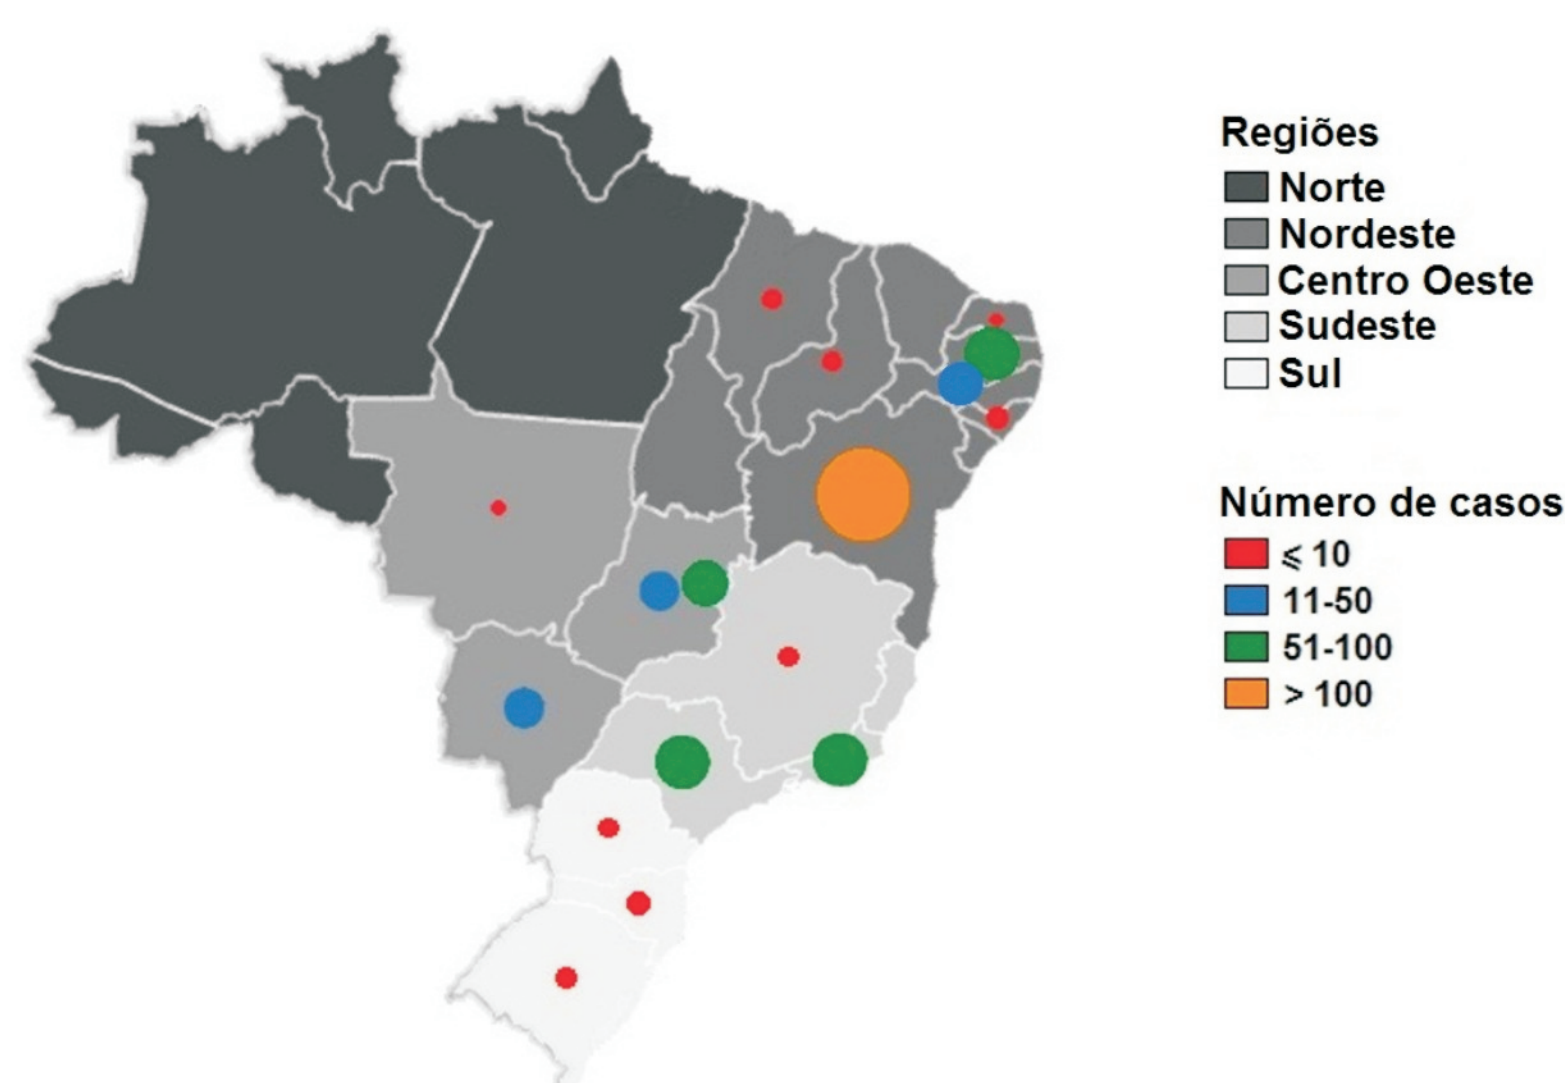 Regiões
Norte
Nordeste
Centro Oeste
Sudeste
Sul
Número de casos
⩽ 10
11-50
51-100
> 100